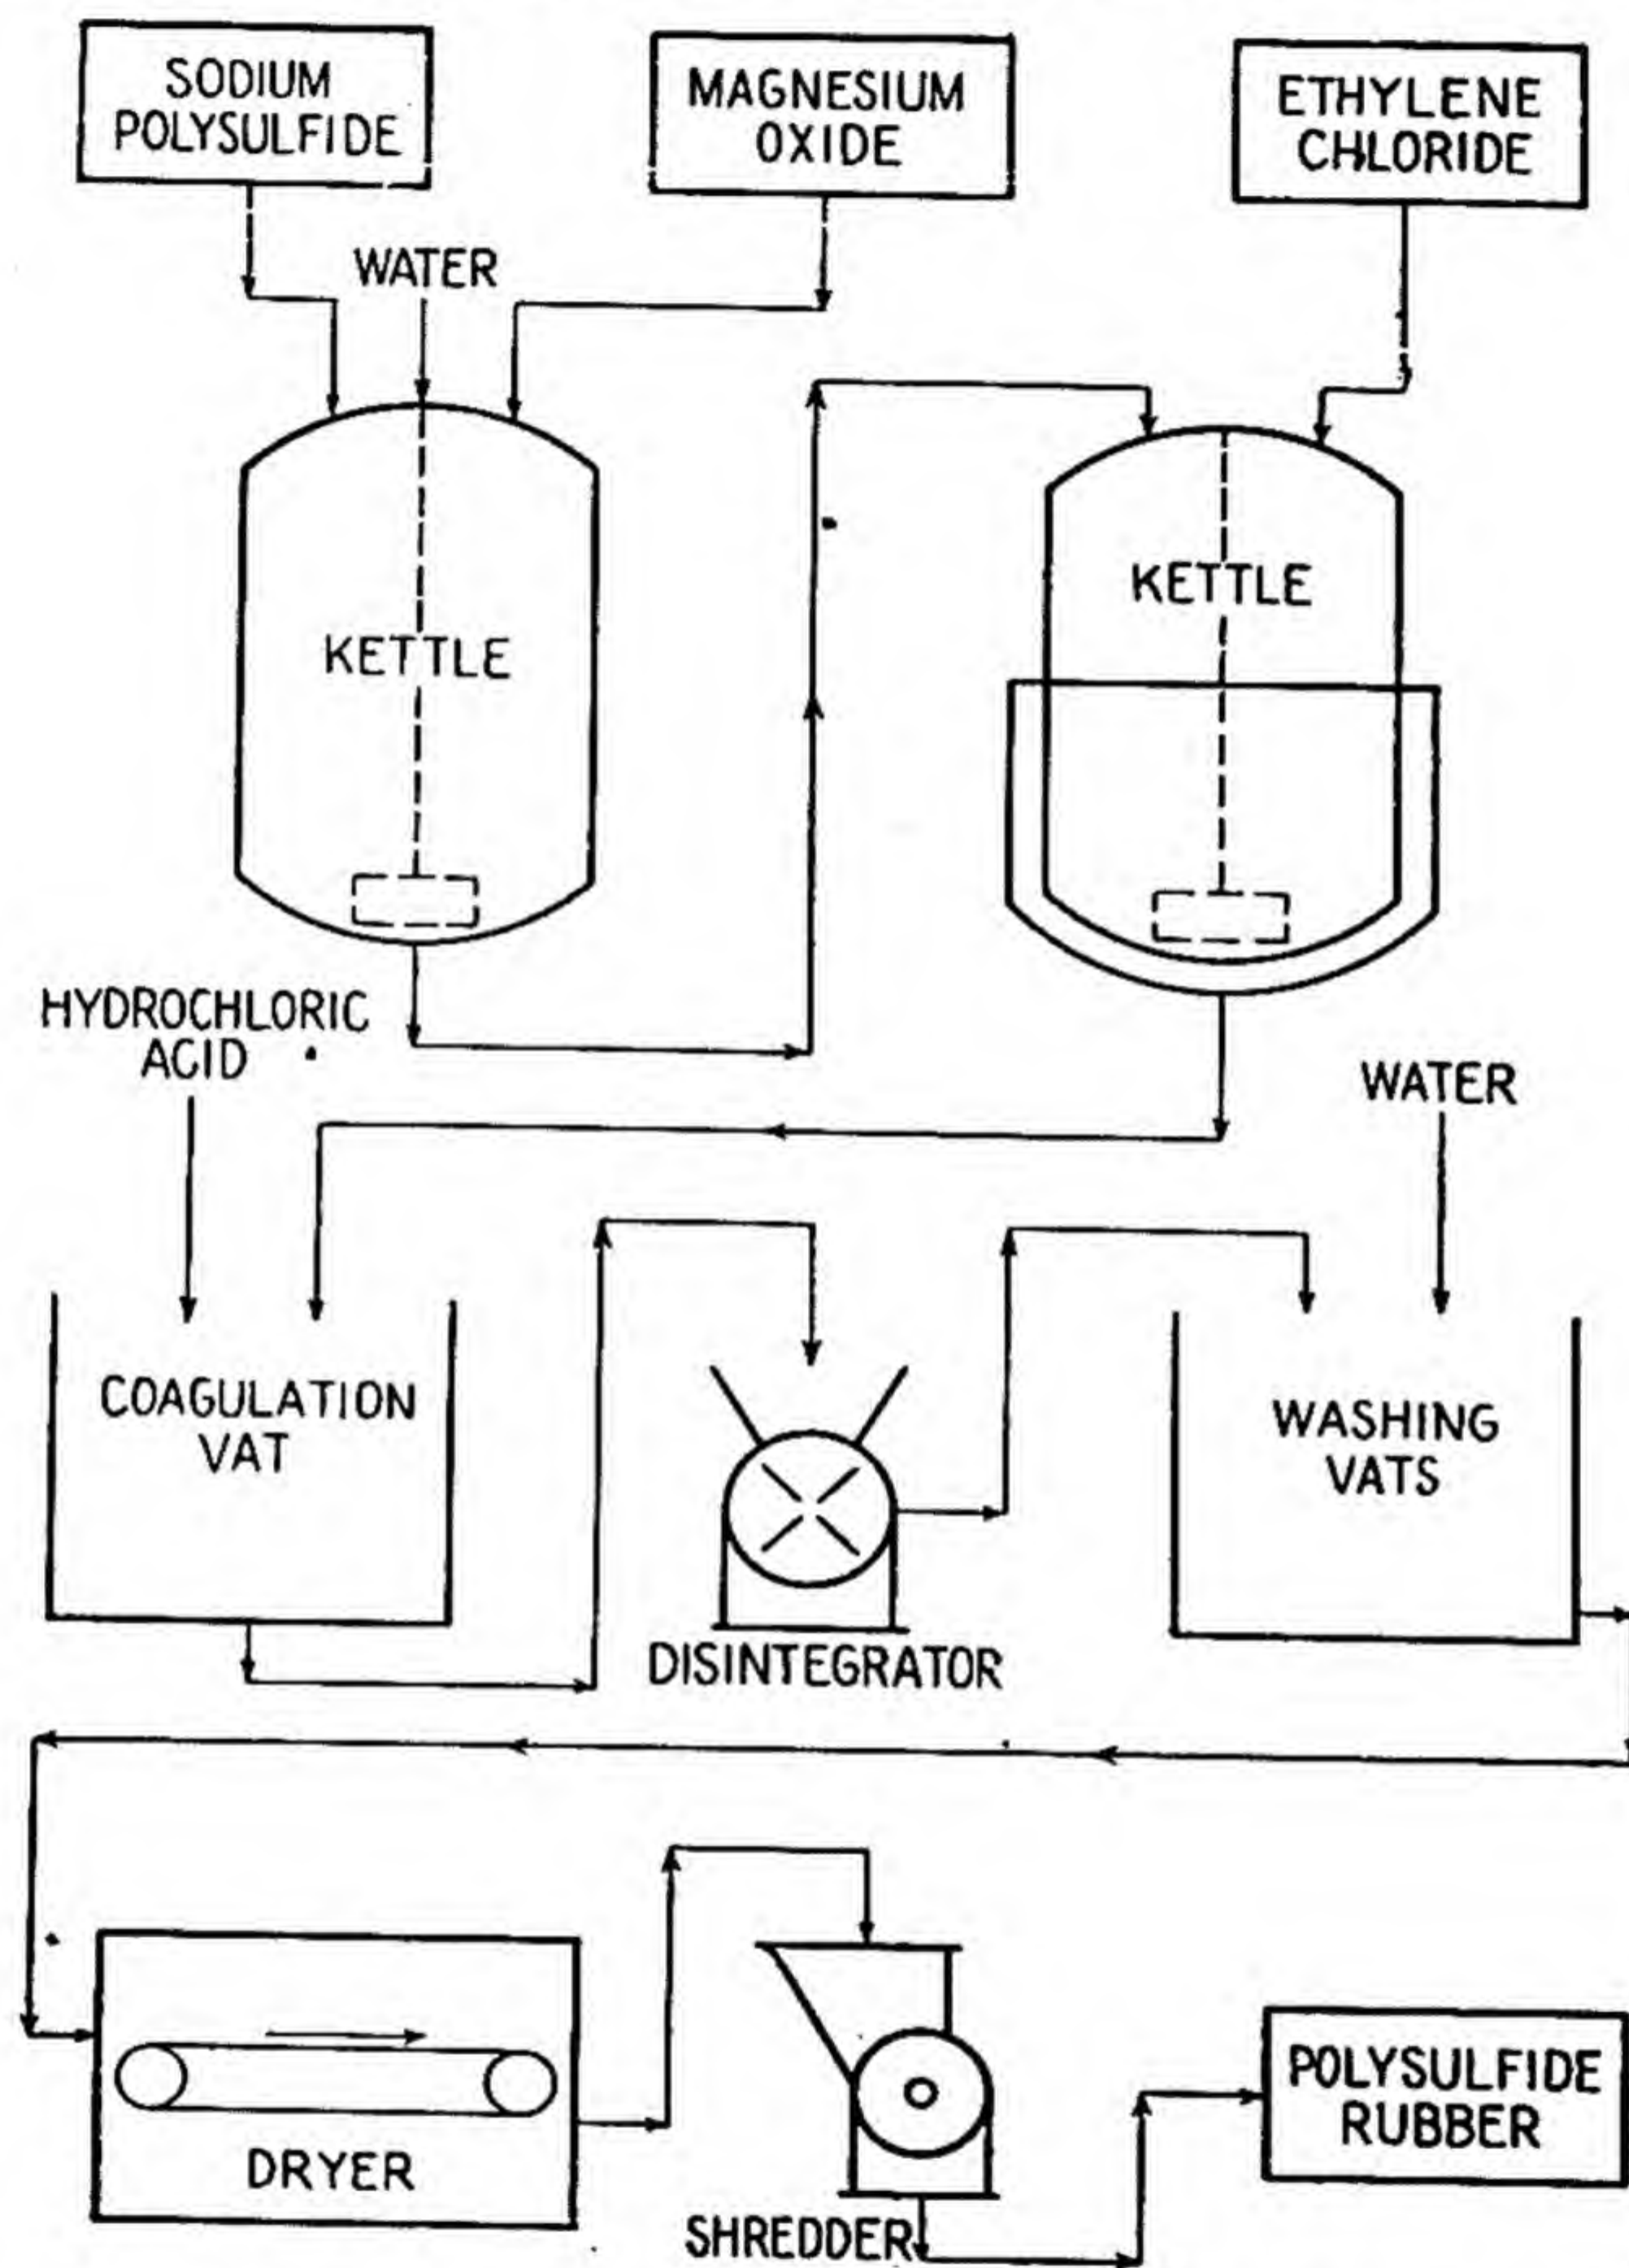 SODIUM
POLYSULFIDE
MAGNESIUM
OXIDE
ETHYLENE
CHLORIDE
WATER
KETTLE
KETTLE
HYDROCHLORIC
ACID
WATER
COAGULATION
VAT
WASHING
VATS
DISINTEGRATOR
DRYER
POLYSULFIDE
RUBBER
SHREDDER